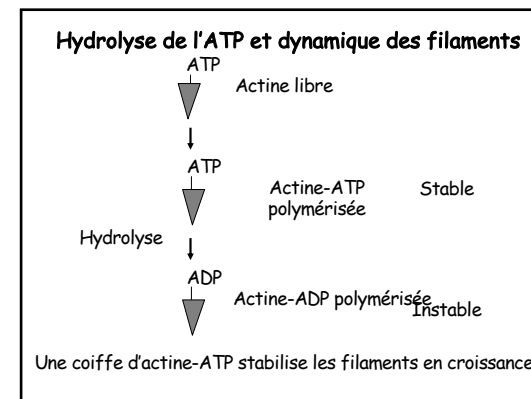 Hydrolyse de l'ATP et dynamique des filaments
ATP
Actine libre
ATP
Actine-ATP polymérisée
Stable
Hydrolyse
ADP
Actine-ADP polymérisée
Instable
Une coiffe d'actine-ATP stabilise les filaments en croissance